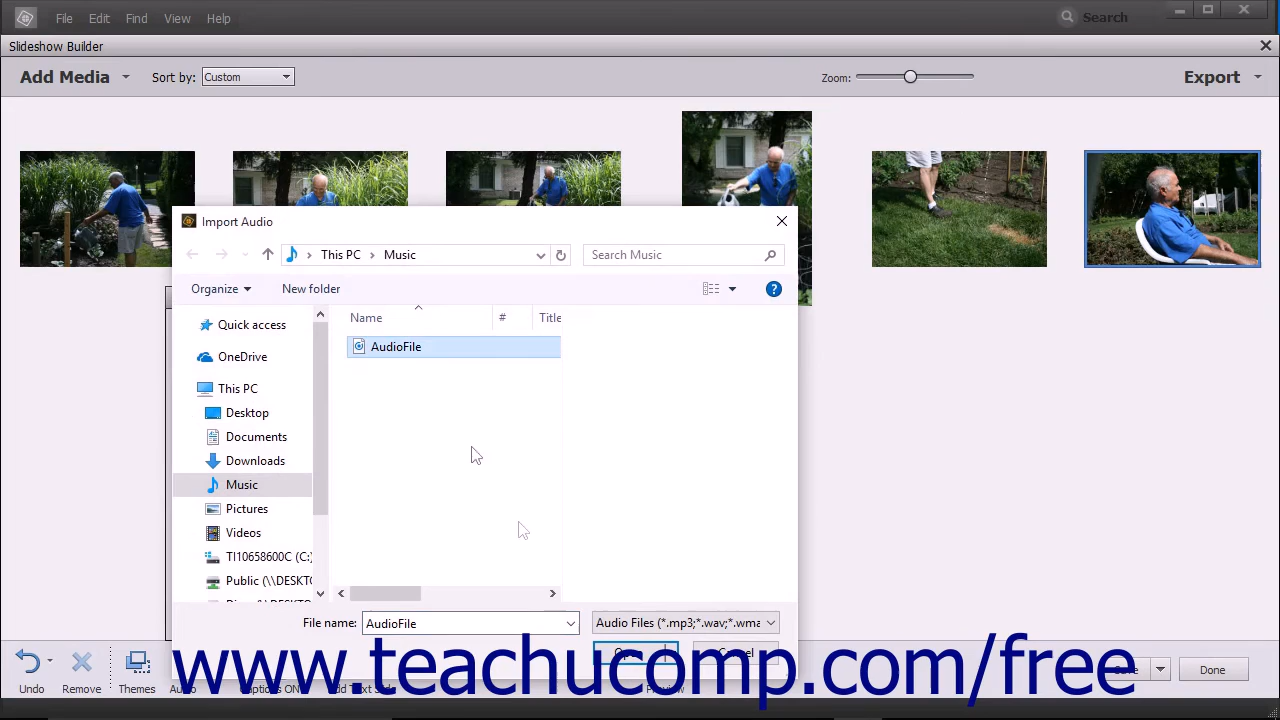 File Edit Find View Help Search
Slideshow Builder
Add Media Sort by: Custom Zoom: Export
Import Audio
This PC Music Search Music
Organize New folder
Name # Title
Quick access
AudioFile
OneDrive
This PC
Desktop
Documents
Downloads
Music
Pictures
Videos
TI10658600C (C:)
Public (\\DESKTO
File name: AudioFile Audio Files (*.mp3;*.wav;*.wma
Cancel
www.teachucomp.com/free
Done
Undo Remove Themes Audio